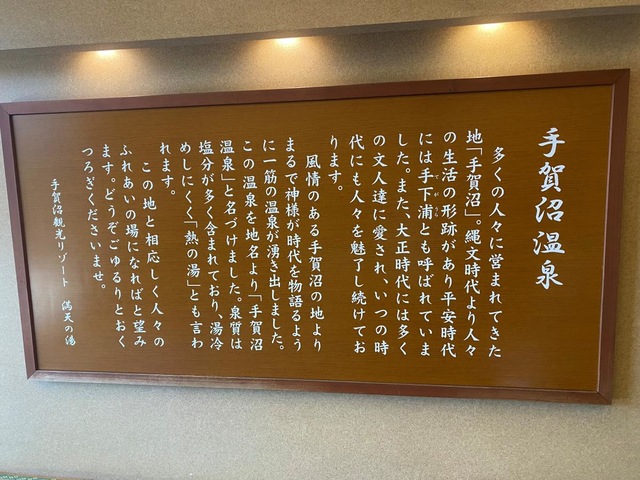 手賀沼温泉
多くの人々に営まれてきた
地「手賀沼」。縄文時代より人々
の生活の形跡があり平安時代
には手下浦とも呼ばれていま
した。また、大正時代には多く
の文人達に愛され、いつの時
代にも人々を魅了し続けてお
ります。
風情のある手賀沼の地より
まるで神様が時代を物語るよう
に一筋の温泉が湧き出しました。
この温泉を地名より「手賀沼
温泉」と名づけました。泉質は
塩分が多く含まれており、湯冷
めしにくく「熱の湯」とも言わ
れます。
この地と相応しく人々の
ふれあいの場になればと望み
ます。どうぞごゆるりとおく
つろぎくださいませ。
手賀沼観光リゾート 満天の湯